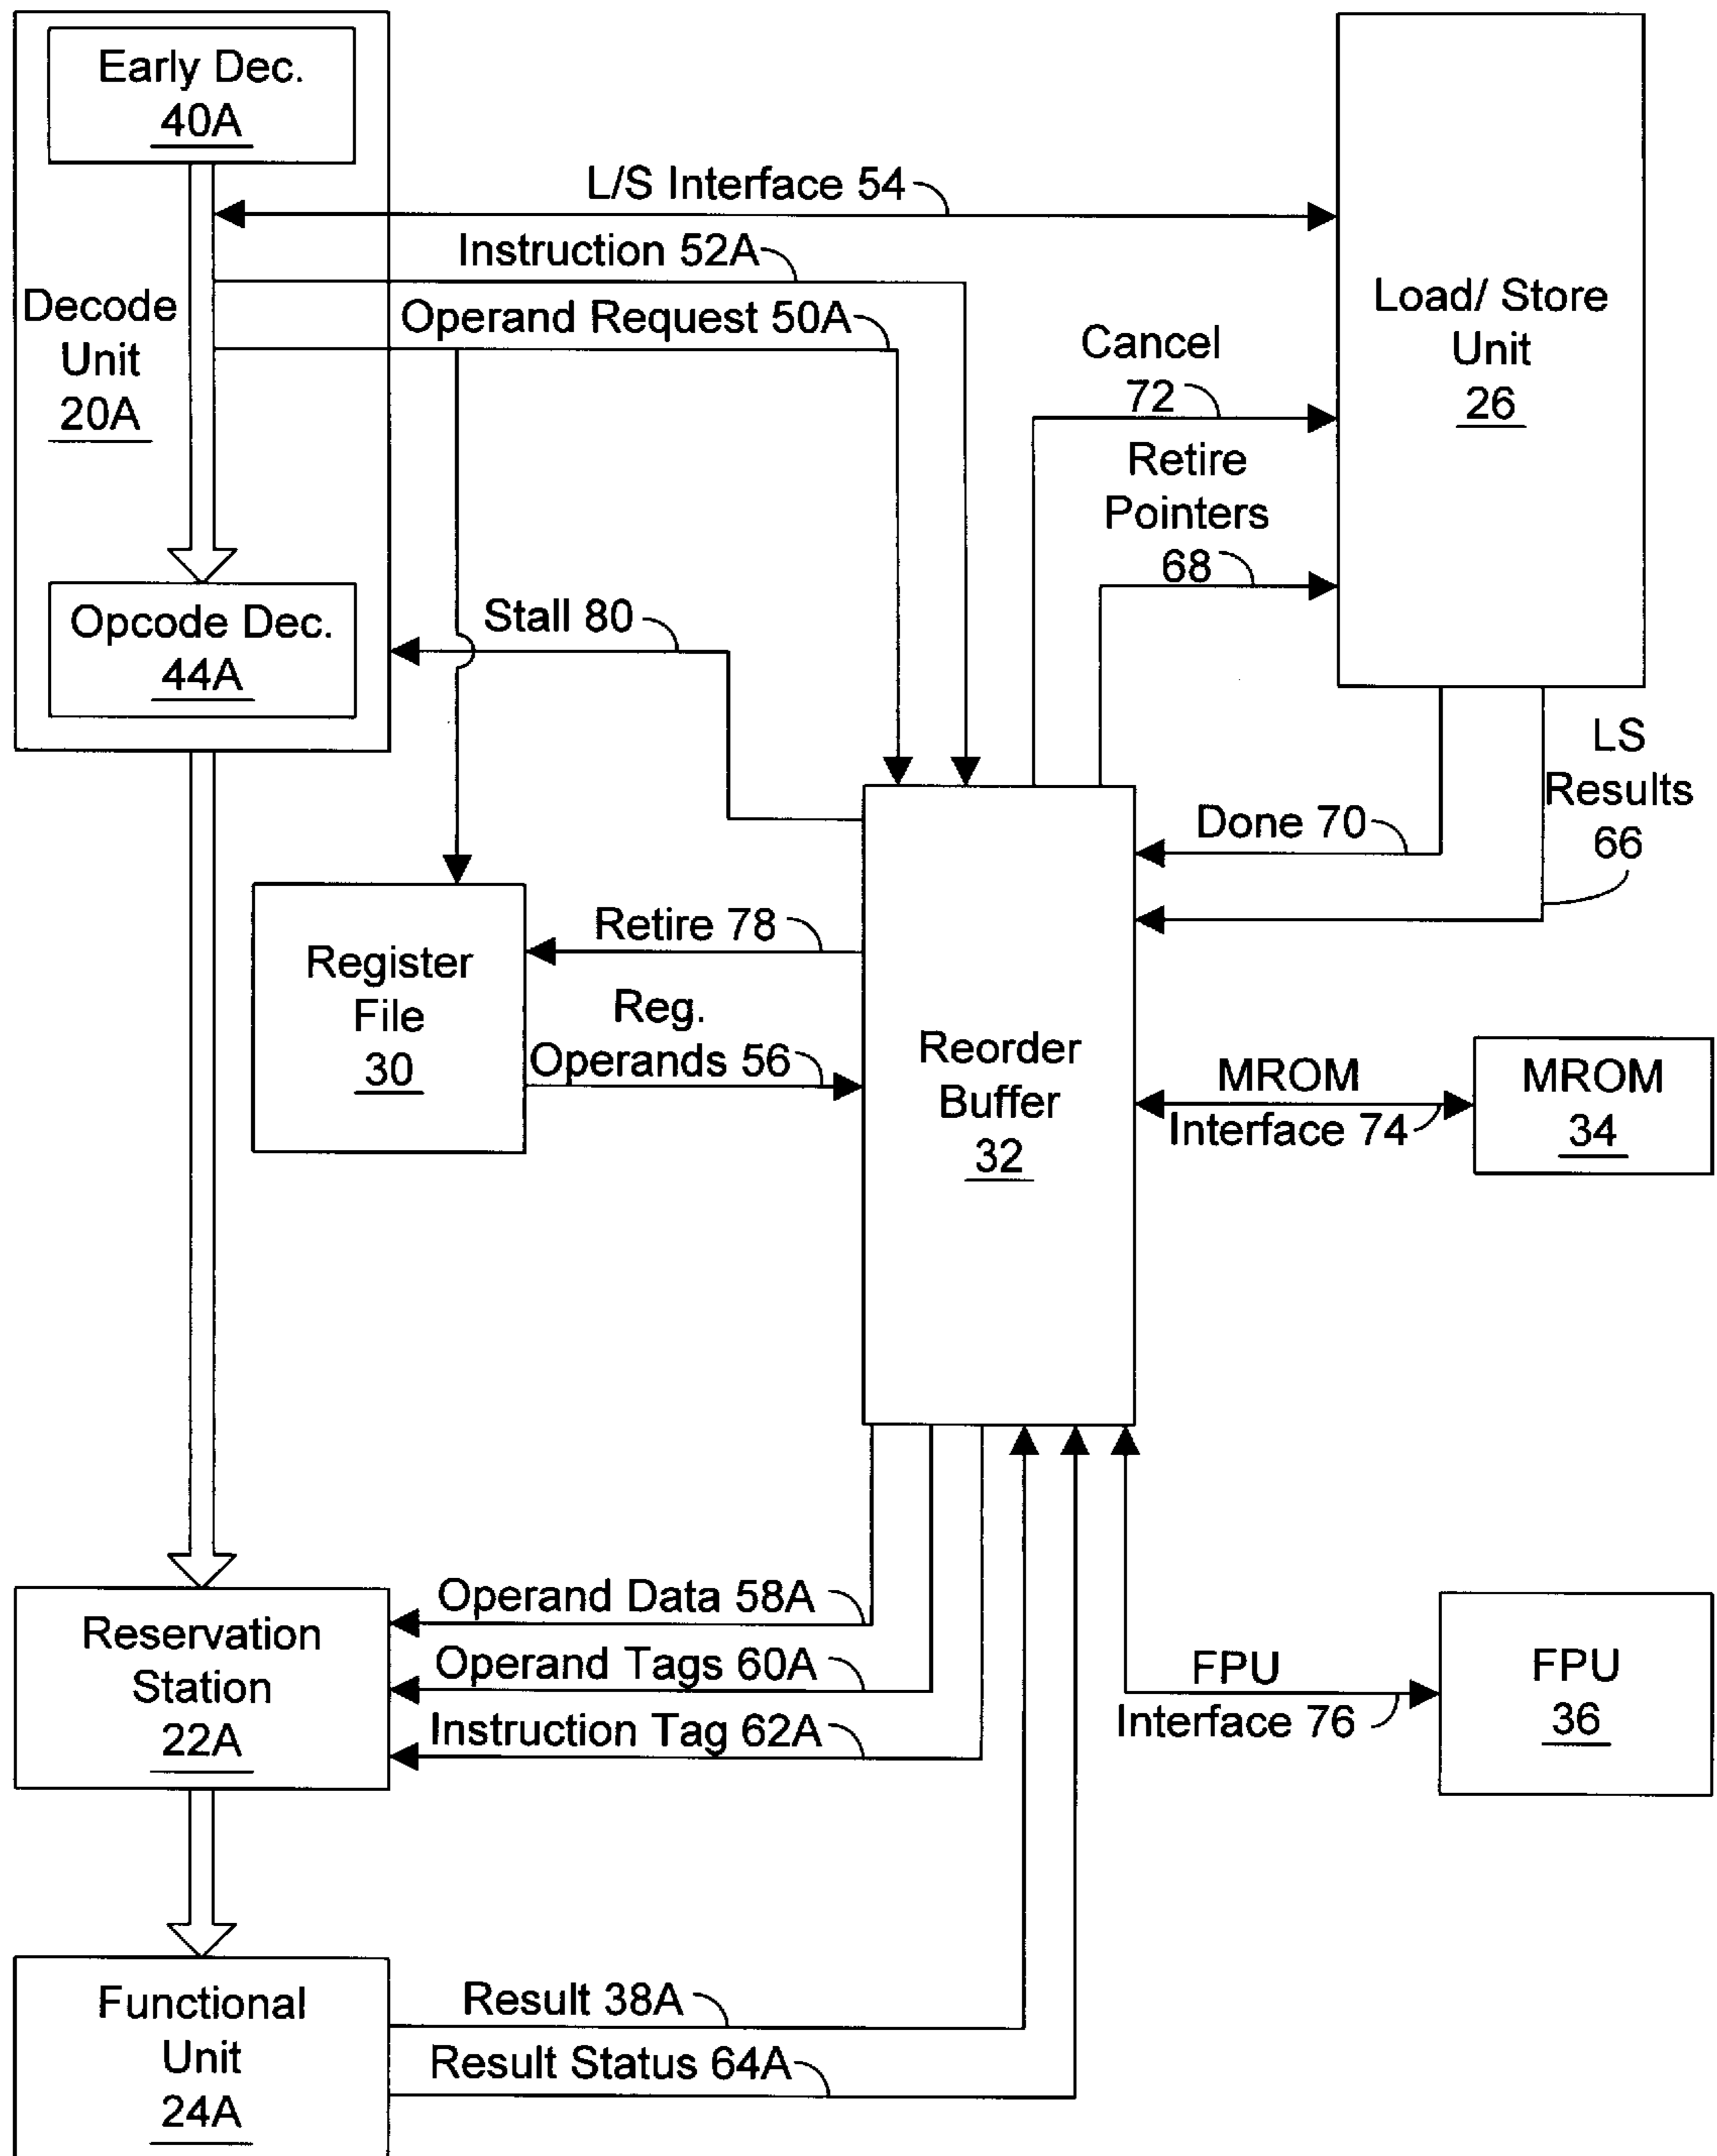 Early Dec.
40A
L/S Interface 54
Instruction 52A
Decode
Unit
20A
Operand Request 50A
Load/ Store
Unit
26
Cancel
72
Retire
Pointers
68
Opcode Dec.
44A
Stall 80
LS
Results
66
Done 70
Register
File
30
Retire 78
Reg.
Operands 56
Reorder
Buffer
32
MROM
Interface 74
MROM
34
Reservation
Station
22A
Operand Data 58A
Operand Tags 60A
Instruction Tag 62A
FPU
Interface 76
FPU
36
Functional
Unit
24A
Result 38A
Result Status 64A